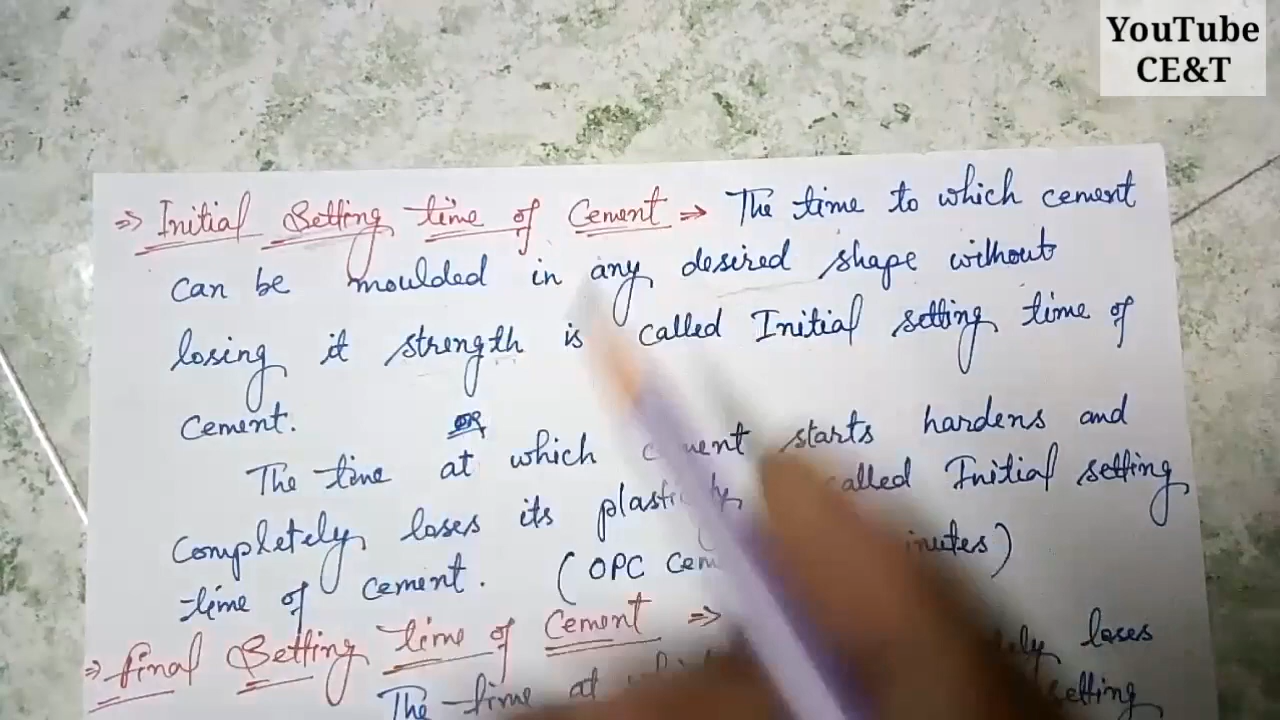 YouTube
CE&T
⇒ Initial Setting time of Cement ⇒ The time to which cement
can be moulded in any desired shape without
losing it strength is called Initial setting time of
cement.
OR
The time at which cement starts hardens and
completely loses its plasticity called Initial setting
time of cement. (OPC Cem inutes)
⇒ final Setting time of Cement ⇒
loses
The time at setting